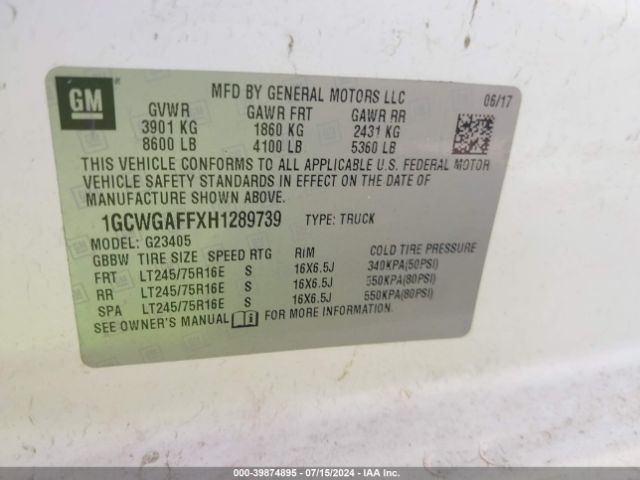 GM
MFD BY GENERAL MOTORS LLC 06/17
GVWR GAWR FRT GAWR RR
3901 KG 1860 KG 2431 KG
8600 LB 4100 LB 5360 LB
THIS VEHICLE CONFORMS TO ALL APPLICABLE U.S. FEDERAL MOTOR
VEHICLE SAFETY STANDARDS IN EFFECT ON THE DATE OF
MANUFACTURE SHOWN ABOVE.
1GCWGAFFXH1289739 TYPE: TRUCK
MODEL: G23405
GBBW TIRE SIZE SPEED RTG RIM COLD TIRE PRESSURE
FRT LT245/75R16E S 16X6.5J 340KPA(50PSI)
RR LT245/75R16E S 16X6.5J 550KPA(80PSI)
SPA LT245/75R16E S 16X6.5J 550KPA(80PSI)
SEE OWNER'S MANUAL FOR MORE INFORMATION.
000-39874895 | 07/15/2024 | IAA Inc.